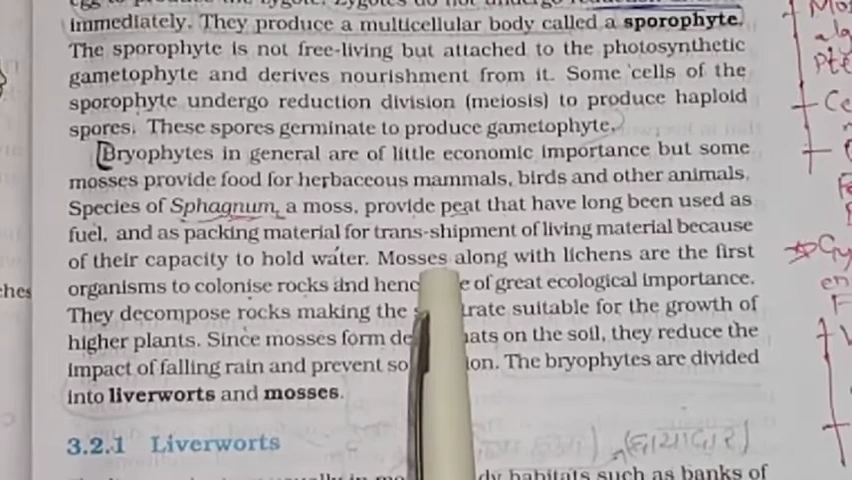 immediately. They produce a multicellular body called a sporophyte.
The sporophyte is not free-living but attached to the photosynthetic
gametophyte and derives nourishment from it. Some cells of the
sporophyte undergo reduction division (meiosis) to produce haploid
spores. These spores germinate to produce gametophyte.
Bryophytes in general are of little economic importance but some
mosses provide food for herbaceous mammals, birds and other animals.
Species of Sphagnum, a moss, provide peat that have long been used as
fuel, and as packing material for trans-shipment of living material because
of their capacity to hold water. Mosses along with lichens are the first
organisms to colonise rocks and of great ecological importance.
They decompose rocks making the suitable for the growth of
higher plants. Since mosses form on the soil, they reduce the
impact of falling rain and prevent The bryophytes are divided
into liverworts and mosses.
3.2.1 Liverworts
habitats such as banks of